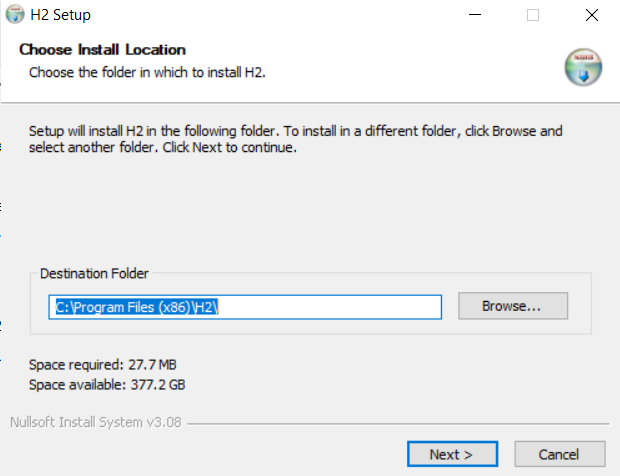 H2 Setup
Choose Install Location
Choose the folder in which to install H2.
Setup will install H2 in the following folder. To install in a different folder, click Browse and
select another folder. Click Next to continue.
Destination Folder
C:\Program Files (x86)\H2\
Browse...
Space required: 27.7 MB
Space available: 377.2 GB
Nullsoft Install System v3.08
Next >
Cancel